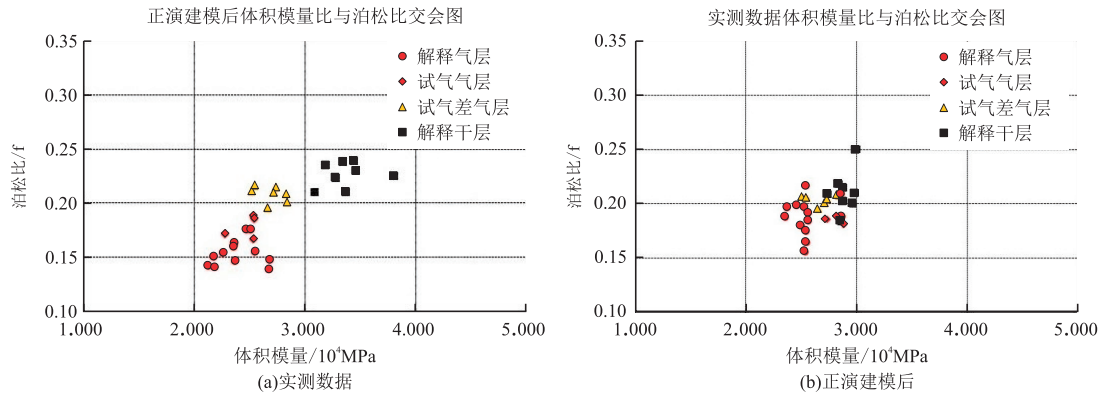 正演建模后体积模量比与泊松比交会图
0.35
0.30
0.25
0.20
0.15
0.10
泊松比/f
解释气层
试气气层
试气差气层
解释干层
1.000
2.000
3.000
4.000
5.000
体积模量/10⁴MPa
(a)实测数据
实测数据体积模量比与泊松比交会图
0.35
0.30
0.25
0.20
0.15
0.10
泊松比/f
解释气层
试气气层
试气差气层
解释干层
1.000
2.000
3.000
4.000
5.000
体积模量/10⁴MPa
(b)正演建模后